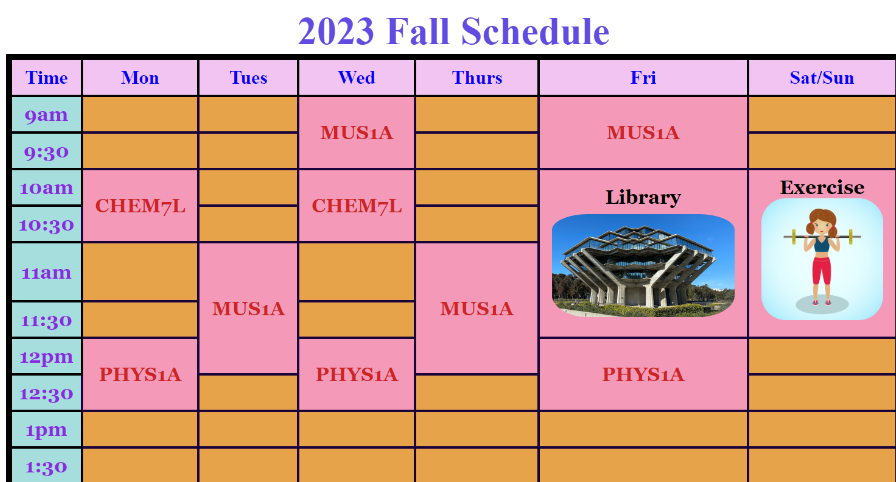 2023 Fall Schedule
Time Mon Tues Wed Thurs Fri Sat/Sun
9am
MUS1A MUS1A
9:30
10am
Library Exercise
CHEM7L CHEM7L
10:30
11am
MUS1A MUS1A
11:30
12pm
PHYS1A PHYS1A PHYS1A
12:30
1pm
1:30